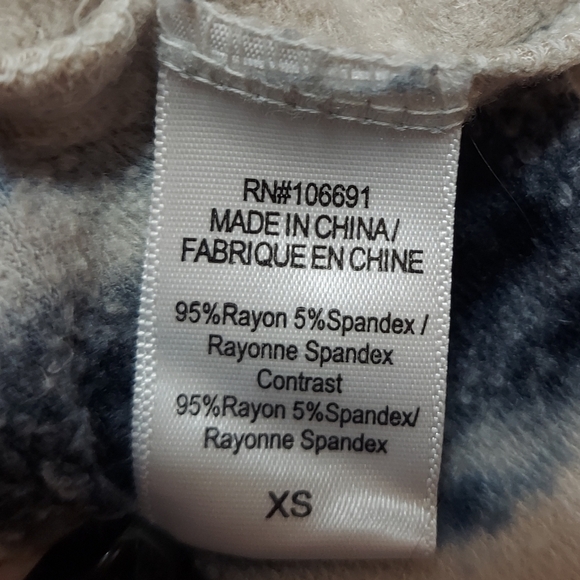 RN#106691
MADE IN CHINA/
FABRIQUE EN CHINE
95%Rayon 5%Spandex /
Rayonne Spandex
Contrast
95%Rayon 5%Spandex/
Rayonne Spandex
XS